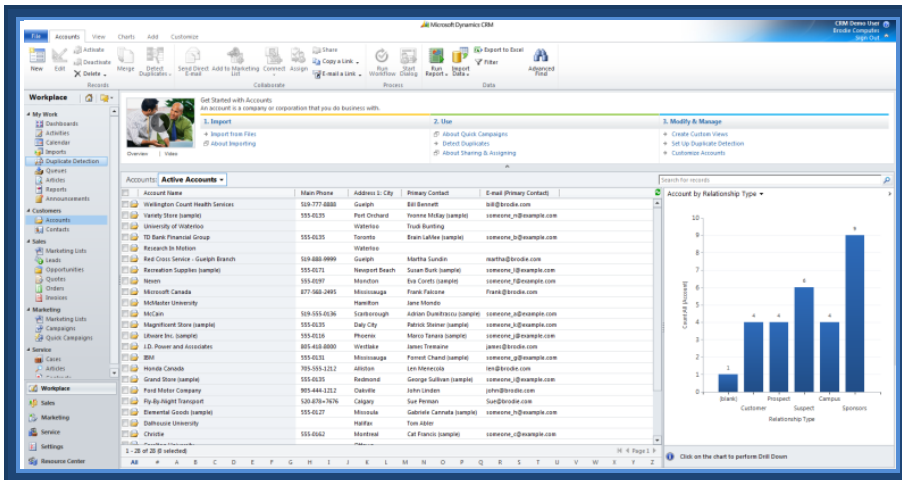 Microsoft Dynamics CRM
CRM Demo User
Brodie Computes
Sign Out
File Accounts View Charts Add Customize
New
Edit
Activate
Deactivate
Delete
Records
Merge
Detect Duplicates
Send Direct E-mail
Add to Marketing List
Connect
Assign
Share
Copy a Link
E-mail a Link
Collaborate
Run Workflow
Start Dialog
Process
Run Report
Import Data
Export to Excel
Filter
Advanced Find
Data
Workplace
My Work
Dashboards
Activities
Calendar
Imports
Duplicate Detection
Queues
Articles
Reports
Announcements
Customers
Accounts
Contacts
Sales
Marketing Lists
Leads
Opportunities
Quotes
Orders
Invoices
Marketing
Marketing Lists
Campaigns
Quick Campaigns
Service
Cases
Articles
Workplace
Sales
Marketing
Service
Settings
Resource Center
Get Started with Accounts
An account is a company or corporation that you do business with.
Overview | Video
1. Import
Import from Files
About Importing
2. Use
About Quick Campaigns
Detect Duplicates
About Sharing & Assigning
3. Modify & Manage
Create Custom Views
Set Up Duplicate Detection
Customize Accounts
Accounts: Active Accounts
Search for records
Account Name Main Phone Address 1: City Primary Contact E-mail (Primary Contact)
Wellington Count Health Services 519-777-8888 Guelph Bill Bennett bill@brodie.com
Variety Store (sample) 555-0135 Port Orchard Yvonne McKay (sample) someone_n@example.com
University of Waterloo Waterloo Trudi Bunting
TD Bank Financial Group 555-0135 Toronto Brain LaMee (sample) someone_b@example.com
Research In Motion Waterloo
Red Cross Service - Guelph Branch 519-888-9999 Guelph Martha Sundin martha@brodie.com
Recreation Supplies (sample) 555-0171 Newport Beach Susan Burk (sample) someone_l@example.com
Nexen 555-0197 Moncton Eva Corets (sample) someone_f@example.com
Microsoft Canada 877-568-2495 Mississauga Frank Falcone Frank@brodie.com
McMaster University Hamilton Jane Mondo
McCain 519-555-0136 Scarborough Adrian Dumitrascu (sample) someone_a@example.com
Magnificent Store (sample) 555-0135 Daly City Patrick Steiner (sample) someone_k@example.com
Litware Inc. (sample) 555-0116 Phoenix Marco Tanara (sample) someone_j@example.com
J.D. Power and Associates 805-418-8000 Westlake James Tremaine james@brodie.com
IBM 555-0131 Mississauga Forrest Chand (sample) someone_g@example.com
Honda Canada 705-555-1212 Alliston Len Menecola len@brodie.com
Grand Store (sample) 555-0135 Redmond George Sullivan (sample) someone_i@example.com
Ford Motor Company 905-444-1212 Oakville John Linden john@brodie.com
Fly-By-Night Transport 520-878=7676 Calgary Sue Perman Sue@brodie.com
Elemental Goods (sample) 555-0127 Missoula Gabriele Cannata (sample) someone_h@example.com
Dalhousie University Halifax Tom Abler
Christie 555-0162 Montreal Cat Francis (sample) someone_c@example.com
1 - 28 of 28 (0 selected) Page 1
All # A B C D E F G H I J K L M N O P Q R S T U V W X Y Z
Account by Relationship Type
Count:All (Account)
10
9
8
7
6
5
4
3
2
1
0
1 4 4 6 4 9
(blank) Prospect Campus
Customer Suspect Sponsors
Relationship Type
Click on the chart to perform Drill Down